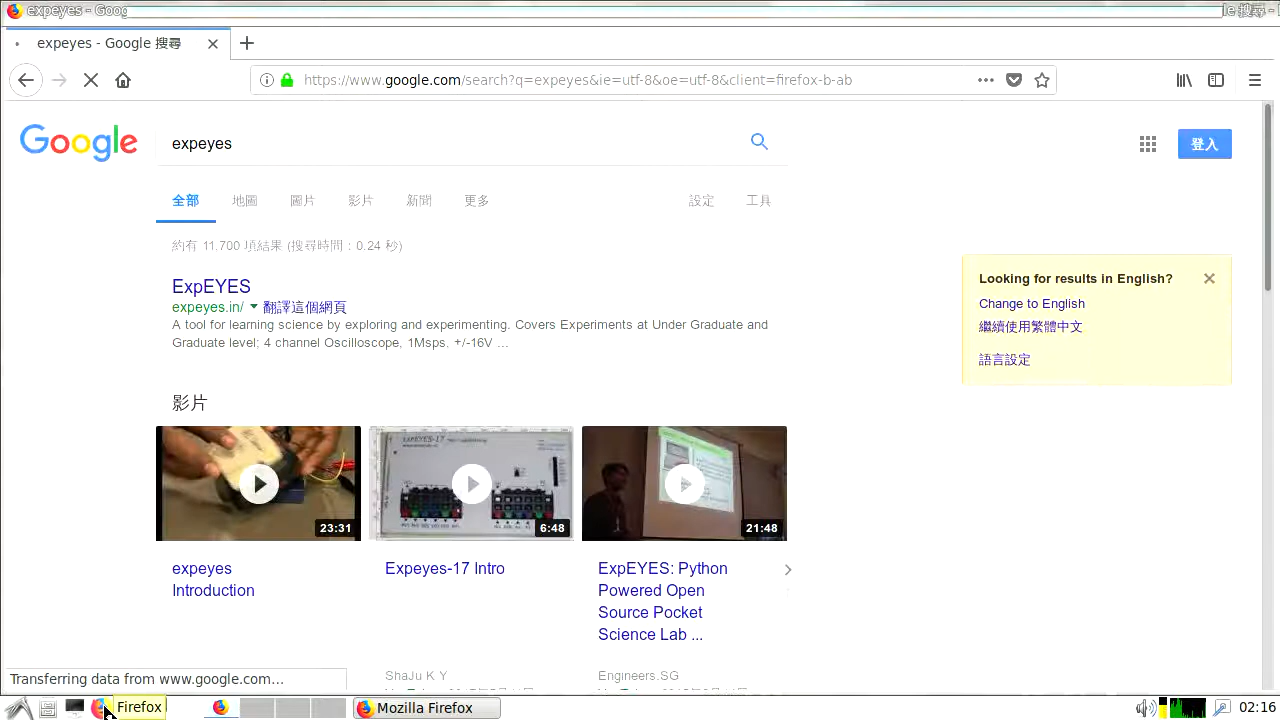 expeyes - Goog
le 搜尋 -
expeyes - Google 搜尋
https://www.google.com/search?q=expeyes&ie=utf-8&oe=utf-8&client=firefox-b-ab
Google
expeyes
登入
全部
地圖
圖片
影片
新聞
更多
設定
工具
約有 11,700 項結果 (搜尋時間：0.24 秒)
ExpEYES
expeyes.in/
翻譯這個網頁
A tool for learning science by exploring and experimenting. Covers Experiments at Under Graduate and
Graduate level; 4 channel Oscilloscope, 1Msps. +/-16V ...
Looking for results in English?
Change to English
繼續使用繁體中文
語言設定
影片
23:31
expEYES-17
6:48
21:48
expeyes
Introduction
Expeyes-17 Intro
ExpEYES: Python
Powered Open
Source Pocket
Science Lab ...
ShaJu K Y
Engineers.SG
Transferring data from www.google.com...
Firefox
Mozilla Firefox
02:16